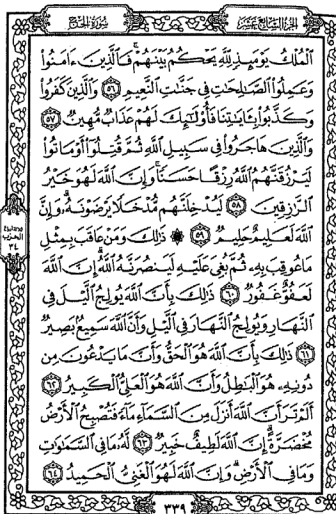 الجزء السابع عشر
سورة الحج
ٱلْمُلْكُ يَوْمَئِذٍ لِّلَّهِ يَحْكُمُ بَيْنَهُمْ ۚ فَٱلَّذِينَ ءَامَنُوا۟
وَعَمِلُوا۟ ٱلصَّٰلِحَٰتِ فِى جَنَّٰتِ ٱلنَّعِيمِ ٥٦ وَٱلَّذِينَ كَفَرُوا۟
وَكَذَّبُوا۟ بِـَٔايَٰتِنَا فَأُو۟لَٰٓئِكَ لَهُمْ عَذَابٌ مُّهِينٌ ٥٧
وَٱلَّذِينَ هَاجَرُوا۟ فِى سَبِيلِ ٱللَّهِ ثُمَّ قُتِلُوٓا۟ أَوْ مَاتُوا۟
لَيَرْزُقَنَّهُمُ ٱللَّهُ رِزْقًا حَسَنًا ۚ وَإِنَّ ٱللَّهَ لَهُوَ خَيْرُ
ٱلرَّٰزِقِينَ ٥٨ لَيُدْخِلَنَّهُم مُّدْخَلًا يَرْضَوْنَهُۥ ۗ وَإِنَّ
ٱللَّهَ لَعَلِيمٌ حَلِيمٌ ٥٩ ۞ ذَٰلِكَ وَمَنْ عَاقَبَ بِمِثْلِ
مَا عُوقِبَ بِهِۦ ثُمَّ بُغِىَ عَلَيْهِ لَيَنصُرَنَّهُ ٱللَّهُ ۗ إِنَّ ٱللَّهَ
لَعَفُوٌّ غَفُورٌ ٦٠ ذَٰلِكَ بِأَنَّ ٱللَّهَ يُولِجُ ٱلَّيْلَ فِى
ٱلنَّهَارِ وَيُولِجُ ٱلنَّهَارَ فِى ٱلَّيْلِ وَأَنَّ ٱللَّهَ سَمِيعٌۢ بَصِيرٌ
٦١ ذَٰلِكَ بِأَنَّ ٱللَّهَ هُوَ ٱلْحَقُّ وَأَنَّ مَا يَدْعُونَ مِن
دُونِهِۦ هُوَ ٱلْبَٰطِلُ وَأَنَّ ٱللَّهَ هُوَ ٱلْعَلِىُّ ٱلْكَبِيرُ ٦٢
أَلَمْ تَرَ أَنَّ ٱللَّهَ أَنزَلَ مِنَ ٱلسَّمَآءِ مَآءً فَتُصْبِحُ ٱلْأَرْضُ
مُخْضَرَّةً ۗ إِنَّ ٱللَّهَ لَطِيفٌ خَبِيرٌ ٦٣ لَّهُۥ مَا فِى ٱلسَّمَٰوَٰتِ
وَمَا فِى ٱلْأَرْضِ ۗ وَإِنَّ ٱللَّهَ لَهُوَ ٱلْغَنِىُّ ٱلْحَمِيدُ ٦٤
الحزب
٣٤
٣٣٩